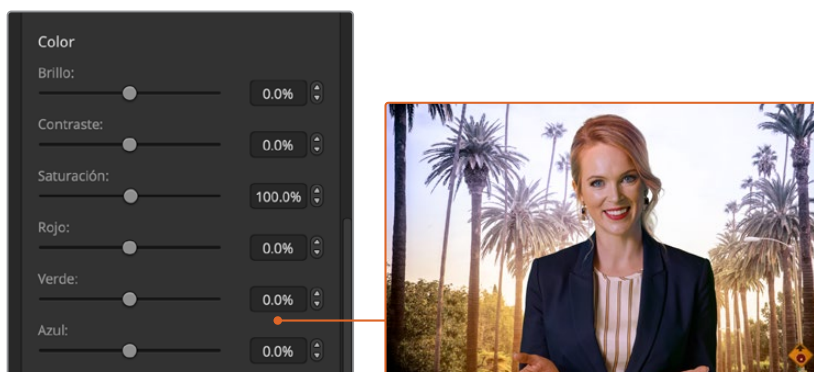 Color
Brillo:
0.0%
Contraste:
0.0%
Saturación:
100.0%
Rojo:
0.0%
Verde:
0.0%
Azul:
0.0%